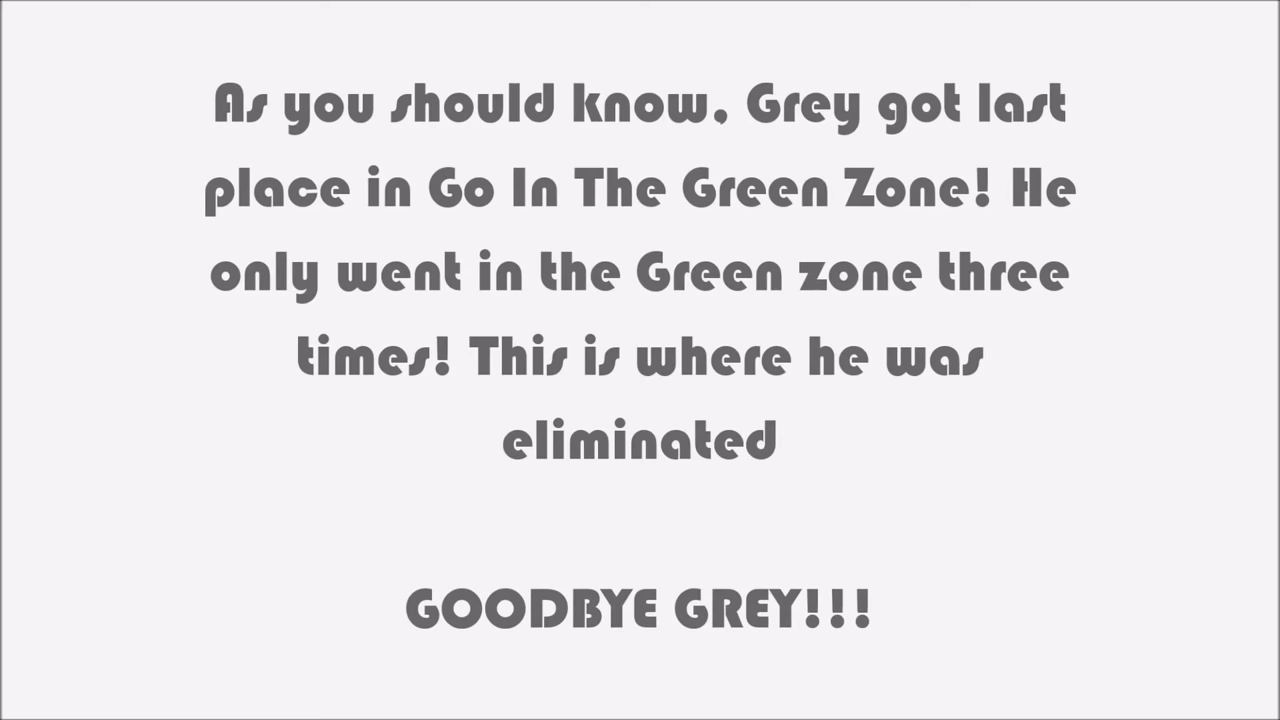 As you should know, Grey got last
place in Go In The Green Zone! He
only went in the Green zone three
times! This is where he was
eliminated
GOODBYE GREY!!!